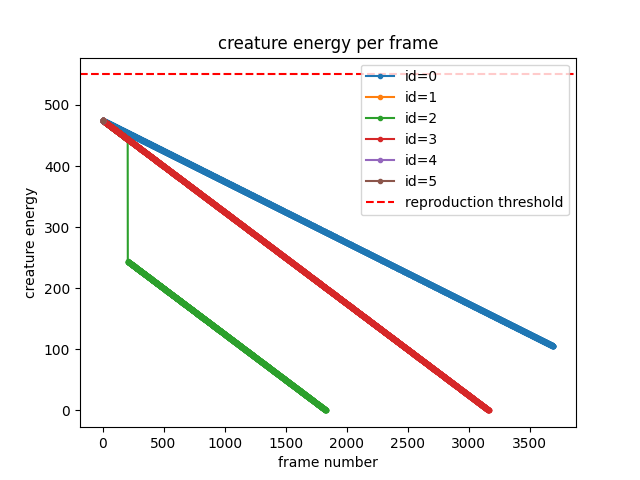 creature energy per frame
id=0
id=1
id=2
id=3
id=4
id=5
reproduction threshold
creature energy
500
400
300
200
100
0
0 500 1000 1500 2000 2500 3000 3500
frame number